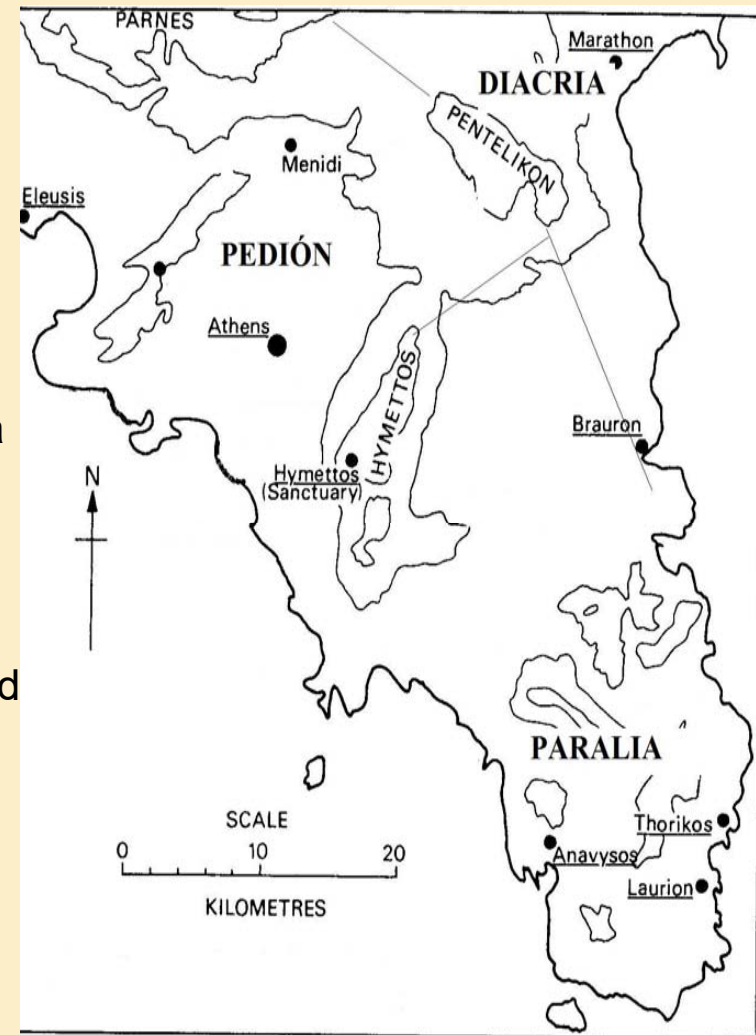 PARNES
Marathon
DIACRIA
PENTELIKON
Menidi
Eleusis
PEDIÓN
Athens
HYMETTOS
Brauron
Hymettos
(Sanctuary)
N
a
d
PARALIA
SCALE
0 10 20
KILOMETRES
Thorikos
Anavysos
Laurion